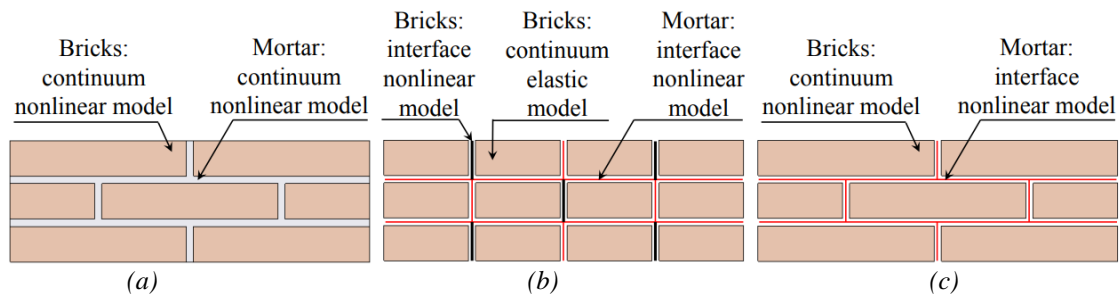 Bricks:
continuum
nonlinear model
Mortar:
continuum
nonlinear model
(a)
Bricks:
interface
nonlinear
model
Bricks:
continuum
elastic
model
Mortar:
interface
nonlinear
model
(b)
Bricks:
continuum
nonlinear model
Mortar:
interface
nonlinear model
(c)